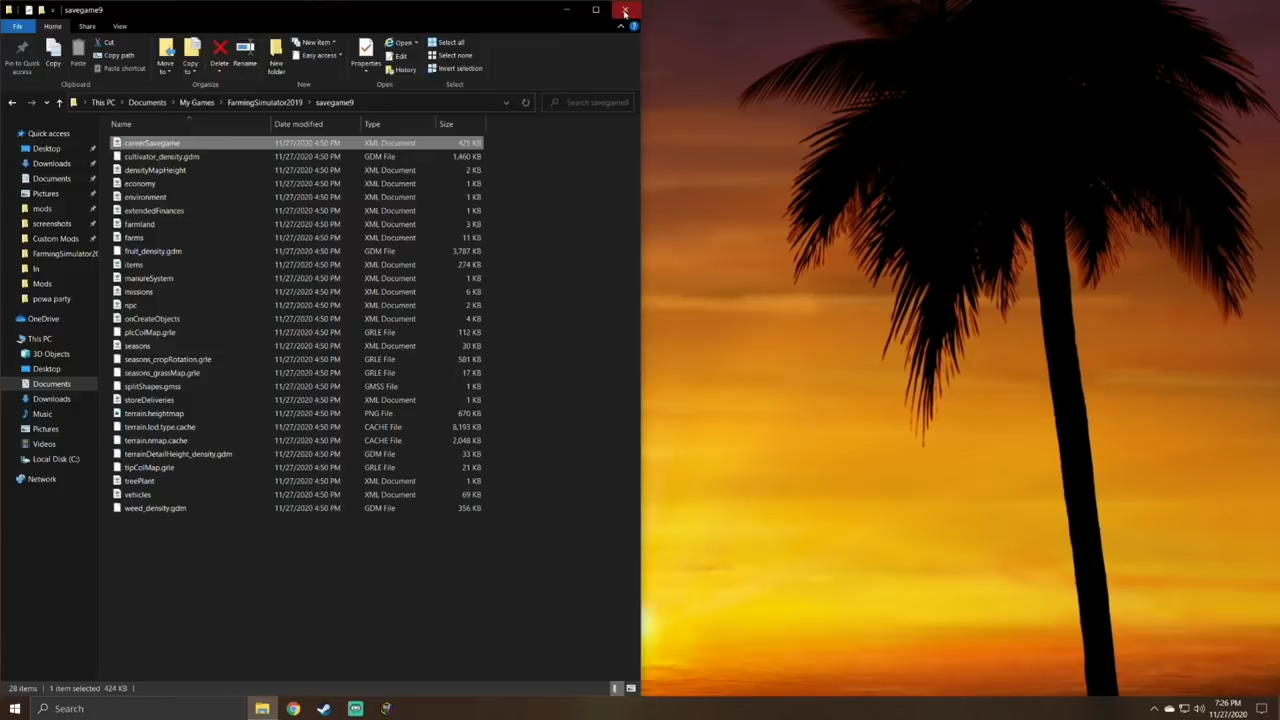 savegame9
File Home Share View
Pin to Quick access
Copy
Paste
Cut
Copy path
Paste shortcut
Move to
Copy to
Delete
Rename
New folder
New item
Easy access
Properties
Open
Edit
History
Select all
Select none
Invert selection
Clipboard Organize New Open Select
This PC Documents My Games FarmingSimulator2019 savegame9
Search savegame9
Quick access
Desktop
Downloads
Documents
Pictures
mods
screenshots
Custom Mods
FarmingSimulator20
In
Mods
powa party
OneDrive
This PC
3D Objects
Desktop
Documents
Downloads
Music
Pictures
Videos
Local Disk (C:)
Network
Name Date modified Type Size
careerSavegame 11/27/2020 4:50 PM XML Document 425 KB
cultivator_density.gdm 11/27/2020 4:50 PM GDM File 1,460 KB
densityMapHeight 11/27/2020 4:50 PM XML Document 2 KB
economy 11/27/2020 4:50 PM XML Document 1 KB
environment 11/27/2020 4:50 PM XML Document 1 KB
extendedFinances 11/27/2020 4:50 PM XML Document 1 KB
farmland 11/27/2020 4:50 PM XML Document 3 KB
farms 11/27/2020 4:50 PM XML Document 11 KB
fruit_density.gdm 11/27/2020 4:50 PM GDM File 3,787 KB
items 11/27/2020 4:50 PM XML Document 274 KB
manureSystem 11/27/2020 4:50 PM XML Document 1 KB
missions 11/27/2020 4:50 PM XML Document 6 KB
npc 11/27/2020 4:50 PM XML Document 2 KB
onCreateObjects 11/27/2020 4:50 PM XML Document 4 KB
plcColMap.grle 11/27/2020 4:50 PM GRLE File 112 KB
seasons 11/27/2020 4:50 PM XML Document 30 KB
seasons_cropRotation.grle 11/27/2020 4:50 PM GRLE File 581 KB
seasons_grassMap.grle 11/27/2020 4:50 PM GRLE File 17 KB
splitShapes.gmss 11/27/2020 4:50 PM GMSS File 1 KB
storeDeliveries 11/27/2020 4:50 PM XML Document 1 KB
terrain.heightmap 11/27/2020 4:50 PM PNG File 670 KB
terrain.lod.type.cache 11/27/2020 4:50 PM CACHE File 8,193 KB
terrain.nmap.cache 11/27/2020 4:50 PM CACHE File 2,048 KB
terrainDetailHeight_density.gdm 11/27/2020 4:50 PM GDM File 33 KB
tipColMap.grle 11/27/2020 4:50 PM GRLE File 21 KB
treePlant 11/27/2020 4:50 PM XML Document 1 KB
vehicles 11/27/2020 4:50 PM XML Document 69 KB
weed_density.gdm 11/27/2020 4:50 PM GDM File 356 KB
28 items 1 item selected 424 KB
Search
7:26 PM
11/27/2020